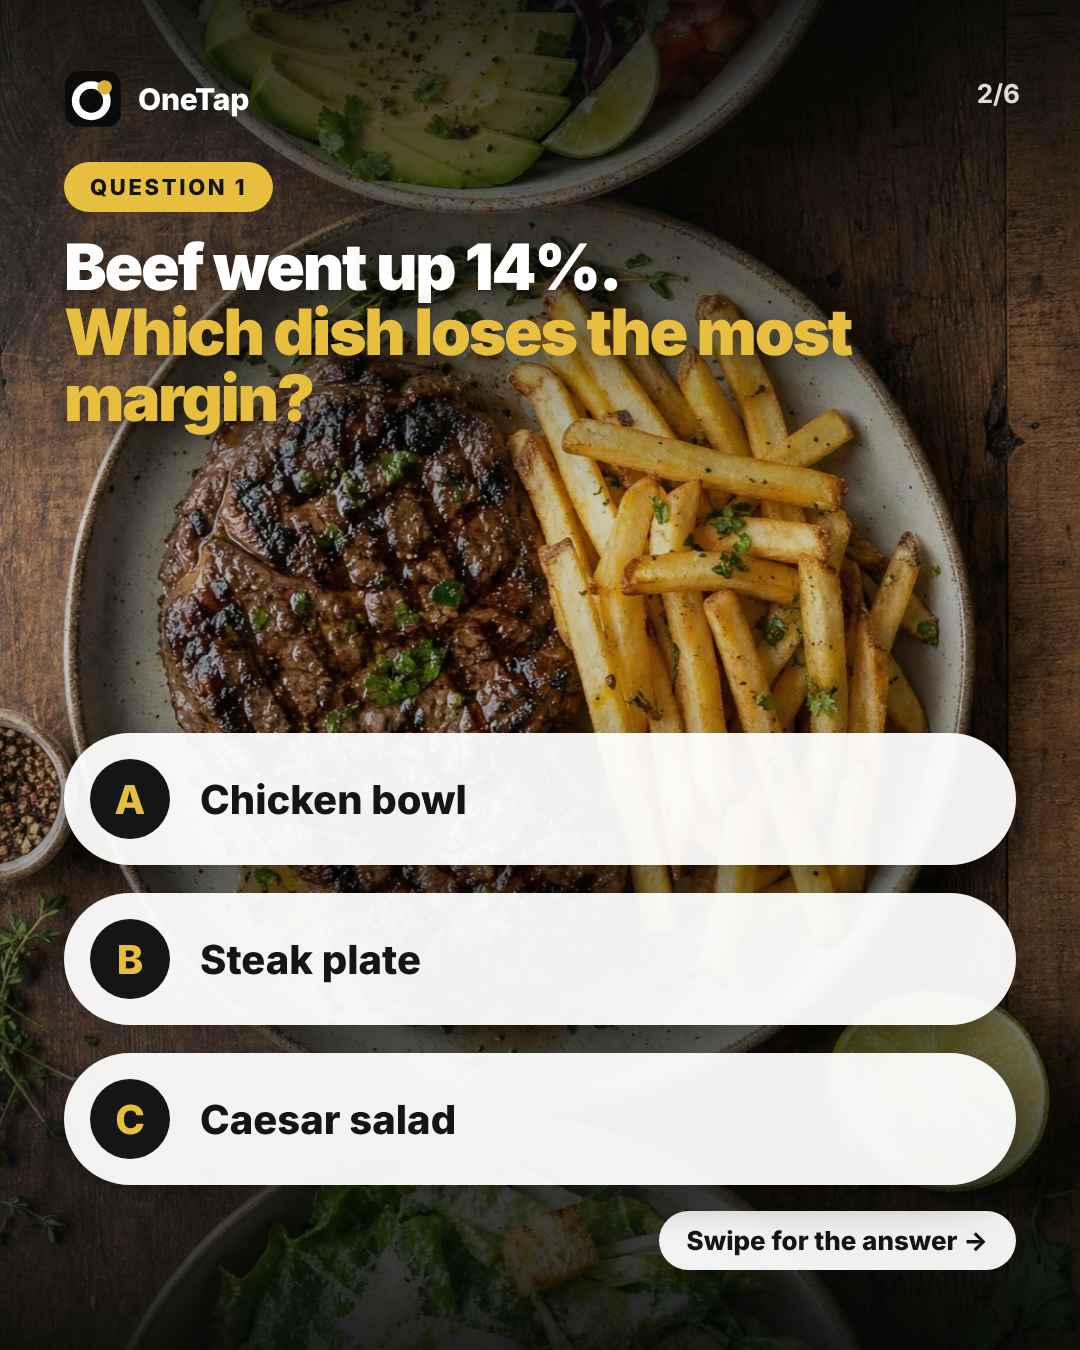 OneTap
2/6
QUESTION 1
Beef went up 14%.
Which dish loses the most
margin?
A Chicken bowl
B Steak plate
C Caesar salad
Swipe for the answer →